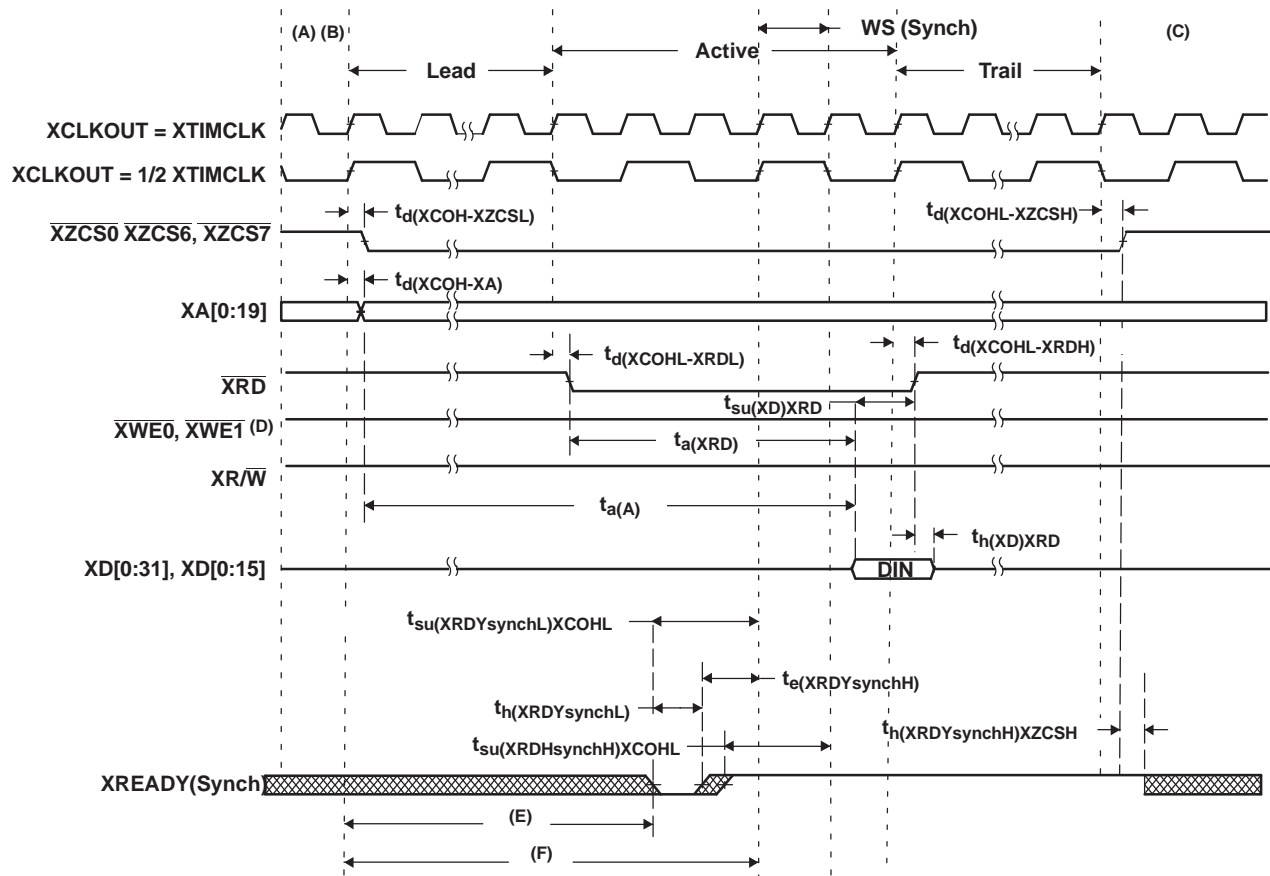 (A) (B)
WS (Synch)
(C)
Active
Lead
Trail
XCLKOUT = XTIMCLK
XCLKOUT = 1/2 XTIMCLK
td(XCOH-XZCSL)
td(XCOHL-XZCSH)
XZCS0 XZCS6, XZCS7
td(XCOH-XA)
XA[0:19]
td(XCOHL-XRDL)
td(XCOHL-XRDH)
XRD
tsu(XD)XRD
XWE0, XWE1 (D)
ta(XRD)
XR/W
ta(A)
th(XD)XRD
XD[0:31], XD[0:15]
DIN
tsu(XRDYsynchL)XCOHL
te(XRDYsynchH)
th(XRDYsynchL)
th(XRDYsynchH)XZCSH
tsu(XRDHsynchH)XCOHL
XREADY(Synch)
(E)
(F)